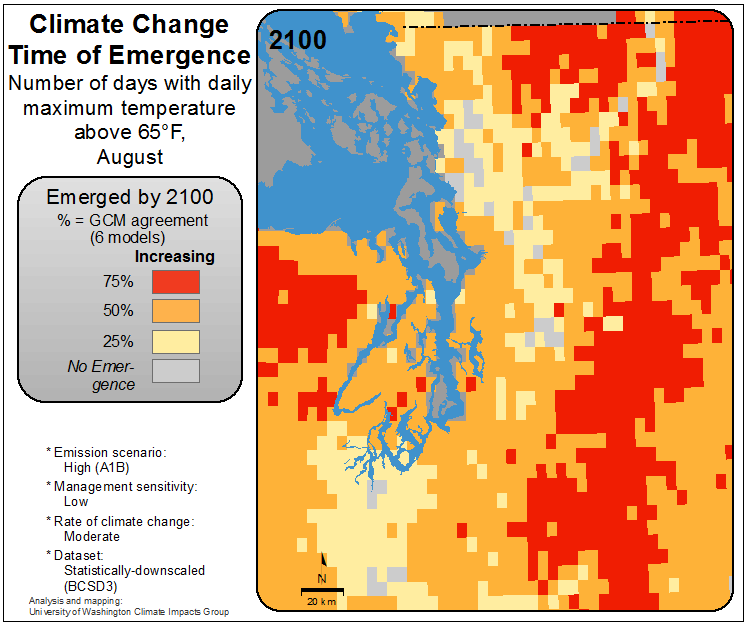 Climate Change
Time of Emergence
Number of days with daily
maximum temperature
above 65°F,
August
Emerged by 2100
% = GCM agreement
(6 models)
Increasing
75%
50%
25%
No Emer-
gence
* Emission scenario:
High (A1B)
* Management sensitivity:
Low
* Rate of climate change:
Moderate
* Dataset:
Statistically-downscaled
(BCSD3)
Analysis and mapping:
University of Washington Climate Impacts Group
2100
N
20 km